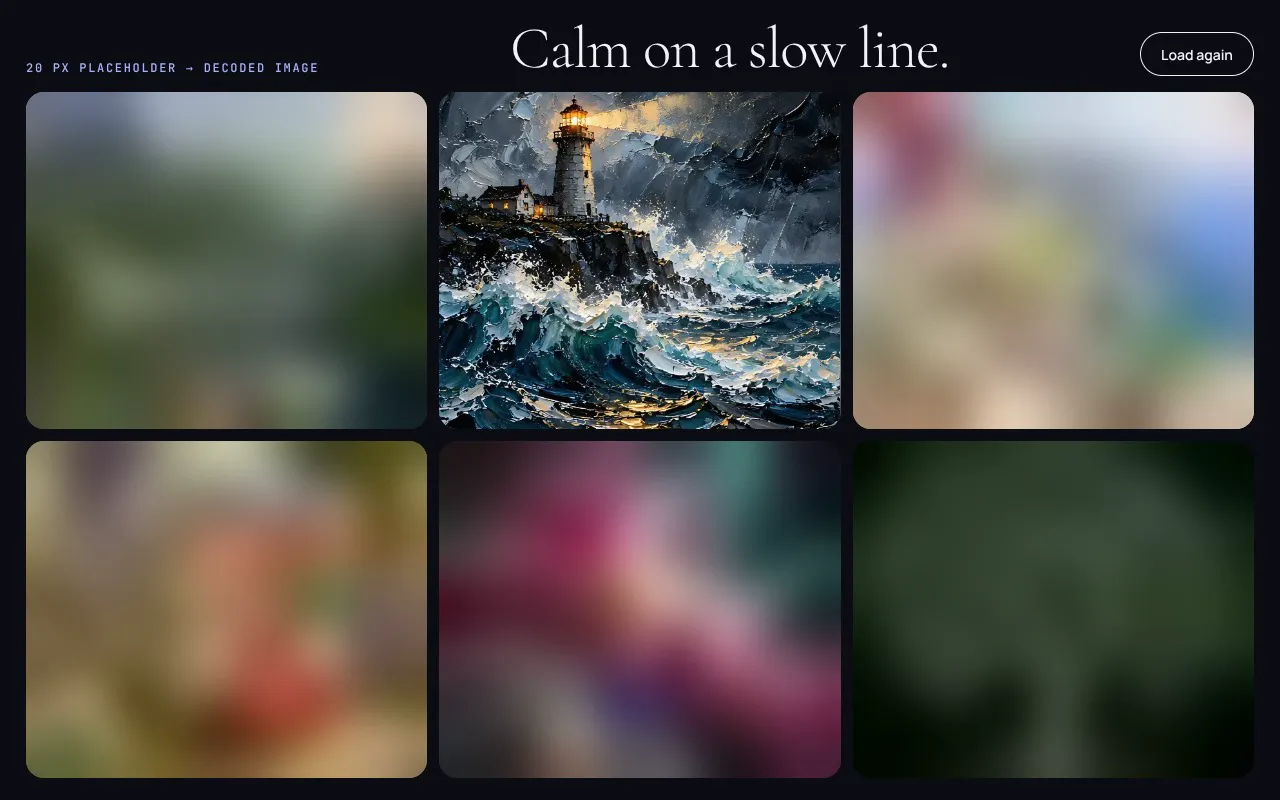 20 PX PLACEHOLDER → DECODED IMAGE
Calm on a slow line.
Load again